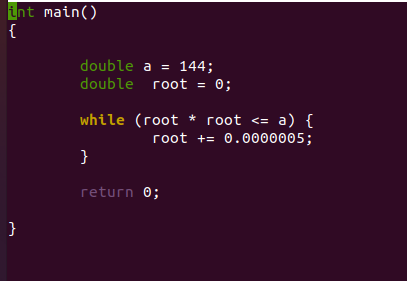 int main()
{
double a = 144;
double  root = 0;
while (root * root <= a) {
root += 0.0000005;
}
return 0;
}